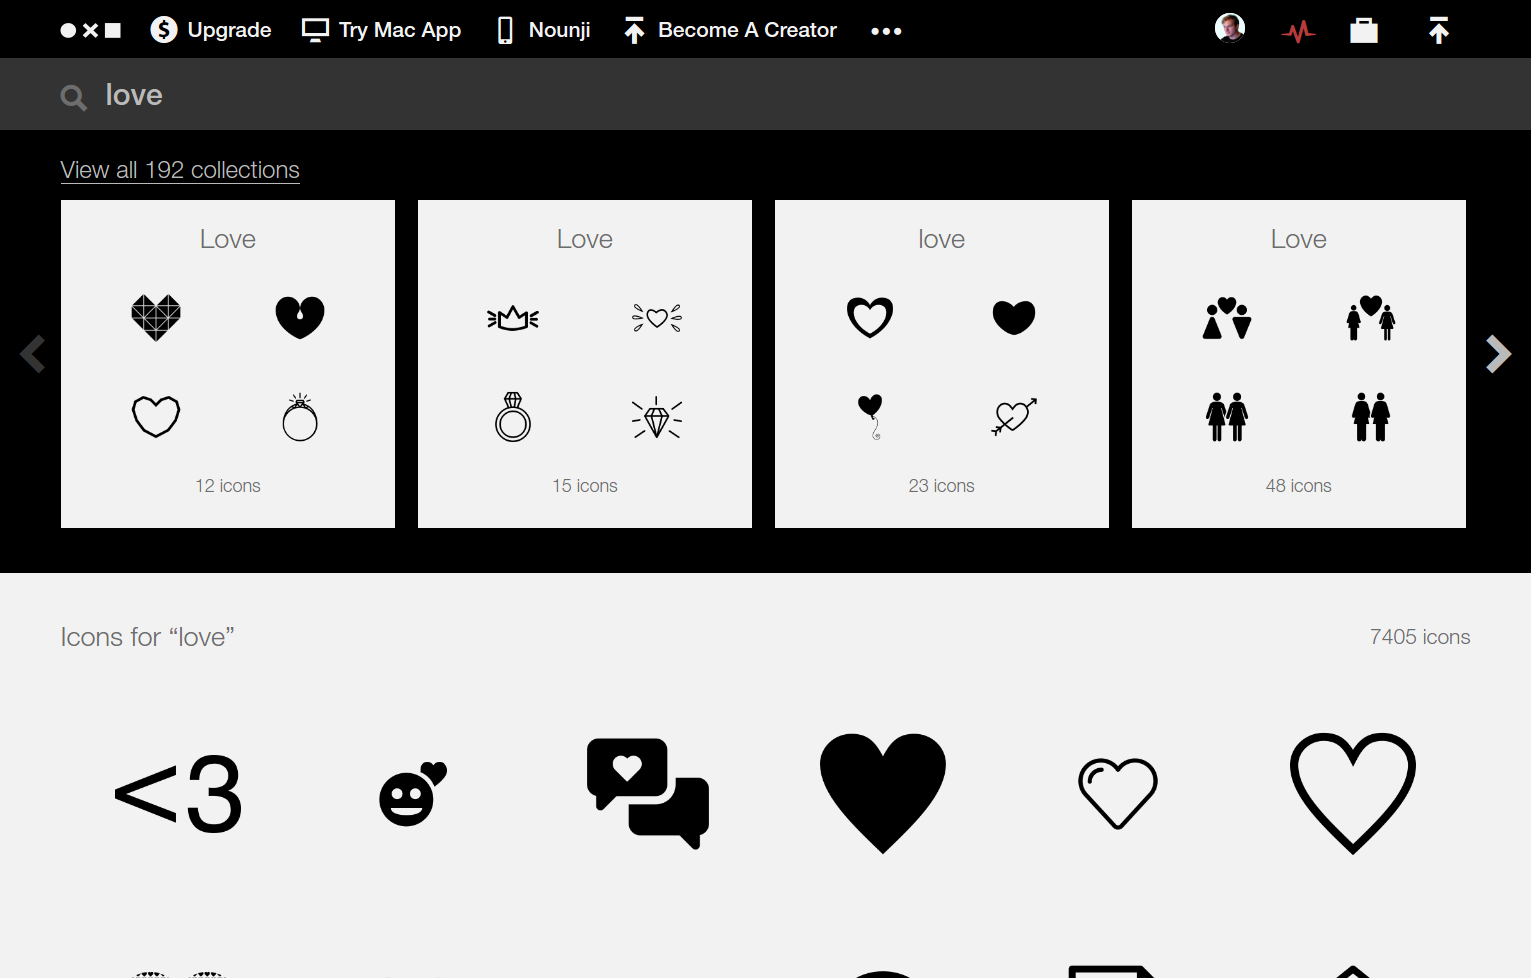 Upgrade Try Mac App Nounji Become A Creator
love
View all 192 collections
Love Love love Love
12 icons 15 icons 23 icons 48 icons
Icons for “love” 7405 icons
<3